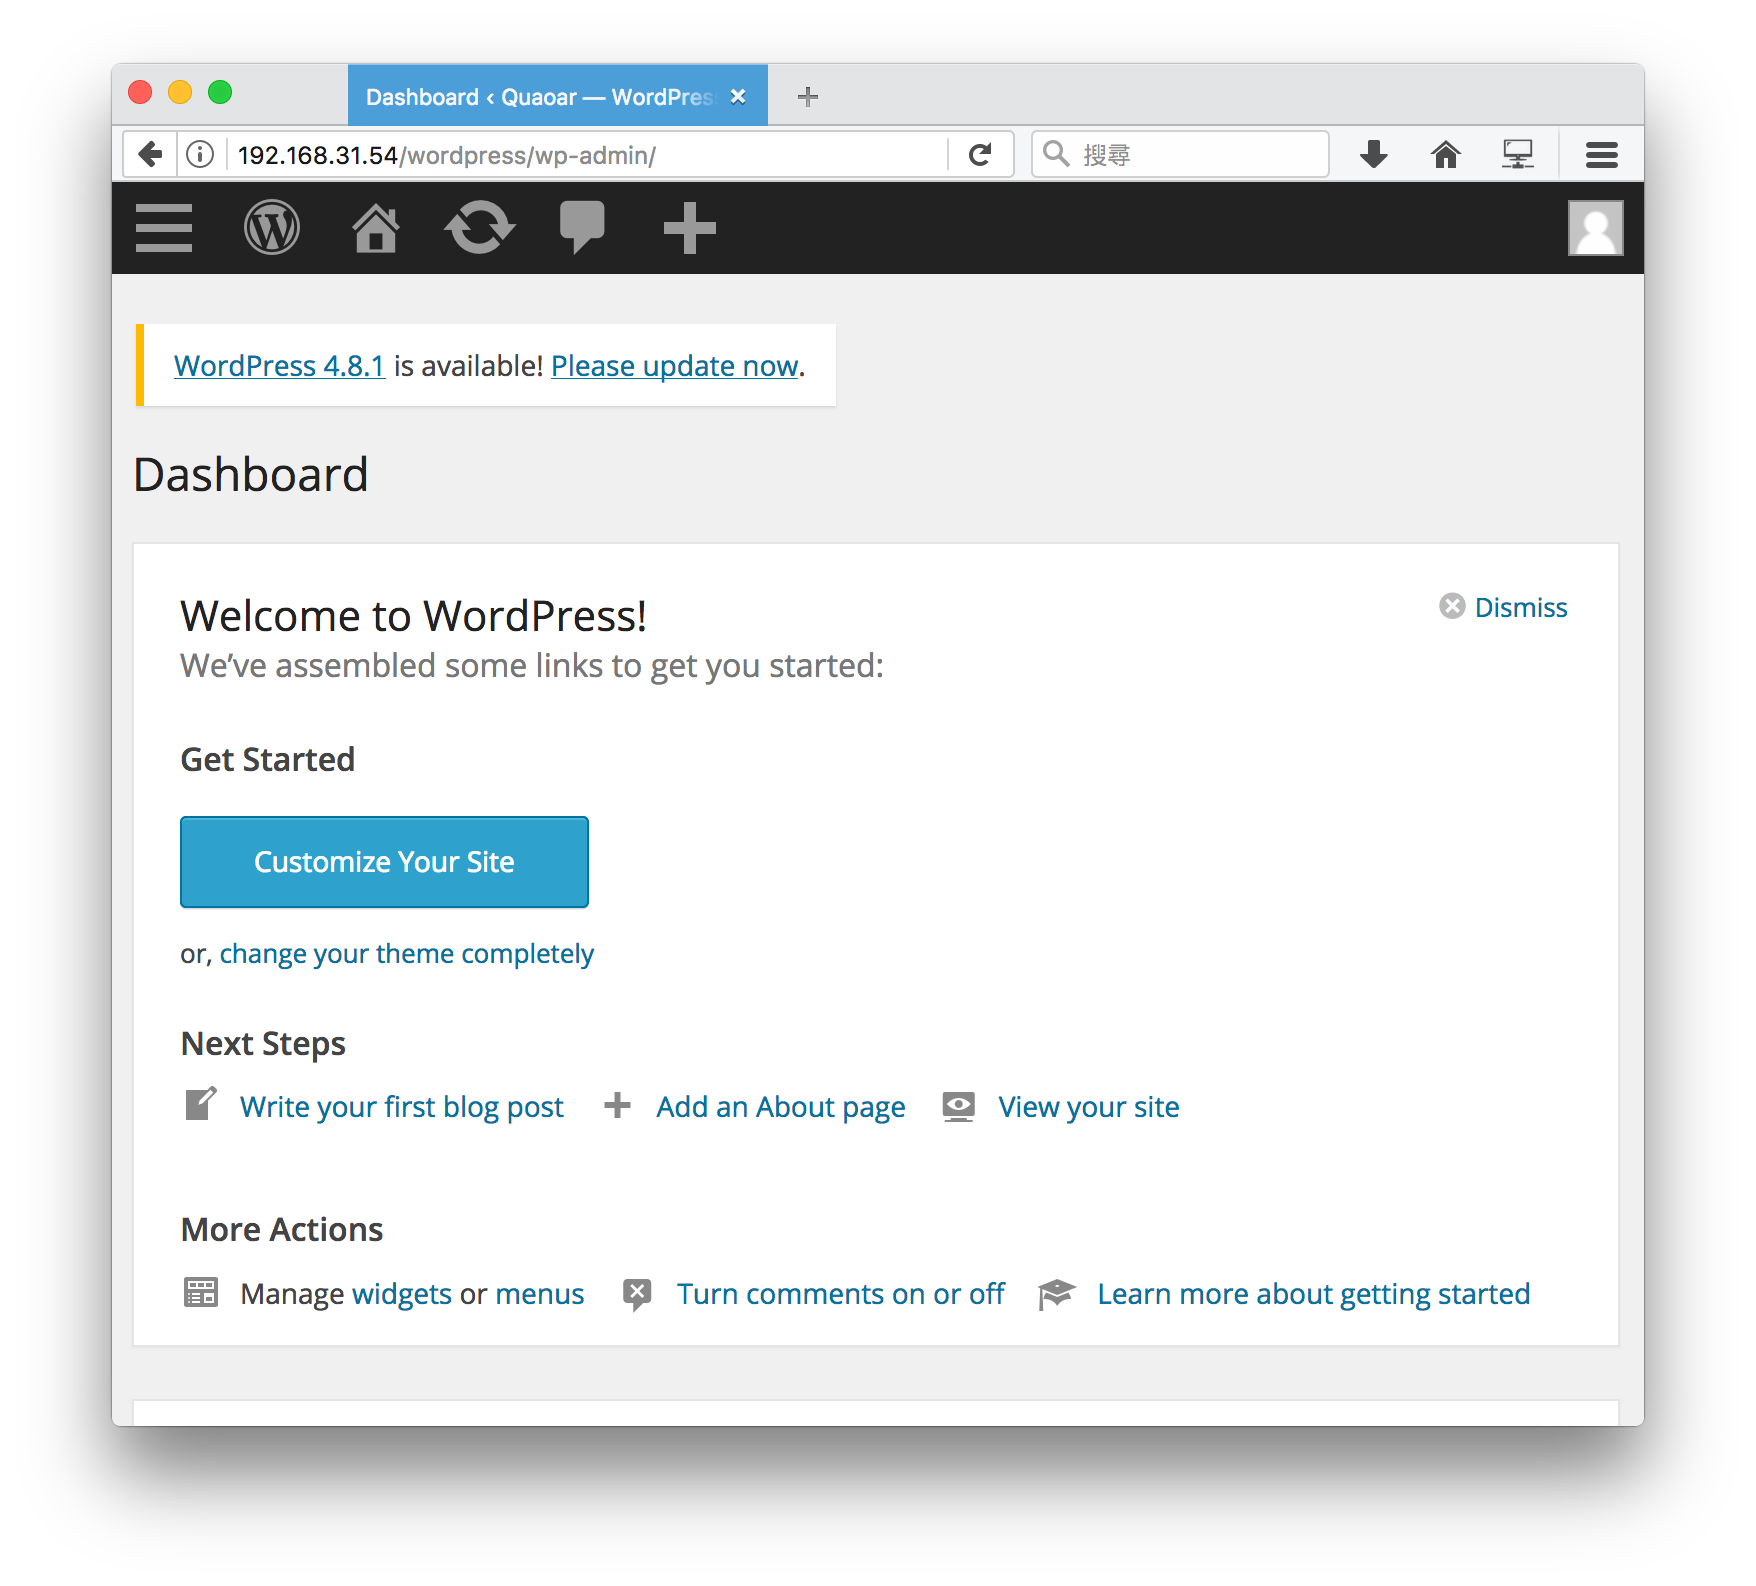 Dashboard ‹ Quaoar — WordPres
192.168.31.54/wordpress/wp-admin/
搜尋
WordPress 4.8.1 is available! Please update now.
Dashboard
Welcome to WordPress!
Dismiss
We’ve assembled some links to get you started:
Get Started
Customize Your Site
or, change your theme completely
Next Steps
Write your first blog post
Add an About page
View your site
More Actions
Manage widgets or menus
Turn comments on or off
Learn more about getting started